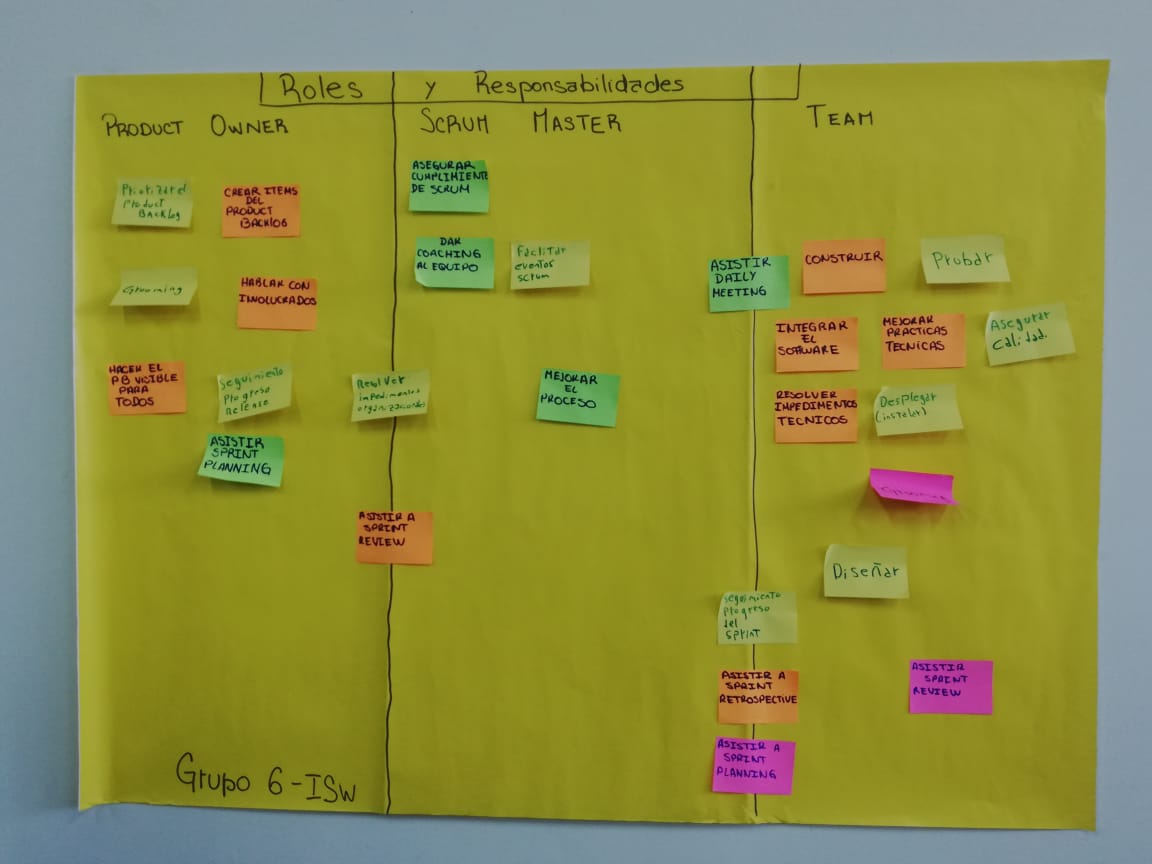 Roles y Responsabilidades
PRODUCT OWNER
Priorizar el
Product
Backlog
CREAR ITEMS
DEL
PRODUCT
BACKLOG
Grooming
HABLAR CON
INVOLUCRADOS
HACER EL
PB VISIBLE
PARA
TODOS
Seguimiento
Progreso
Release
ASISTIR
SPRINT
PLANNING
Resolver
impedimentos
ASISTIR A
SPRINT
REVIEW
Grupo 6 - ISW
SCRUM MASTER
ASEGURAR
CUMPLIMIENTO
DE SCRUM
DAR
COACHING
AL EQUIPO
Facilitar
eventos
scrum
MEJORAR
EL
PROCESO
TEAM
ASISTIR
DAILY
MEETING
CONSTRUIR
Probar
INTEGRAR
EL
SOFTWARE
MEJORAR
PRACTICAS
TECNICAS
Asegurar
Calidad.
RESOLVER
IMPEDIMENTOS
TECNICOS
Desplegar
(instalar)
Diseñar
Seguimiento
Progreso
del
Sprint
ASISTIR A
SPRINT
RETROSPECTIVE
ASISTIR
SPRINT
REVIEW
ASISTIR A
SPRINT
PLANNING